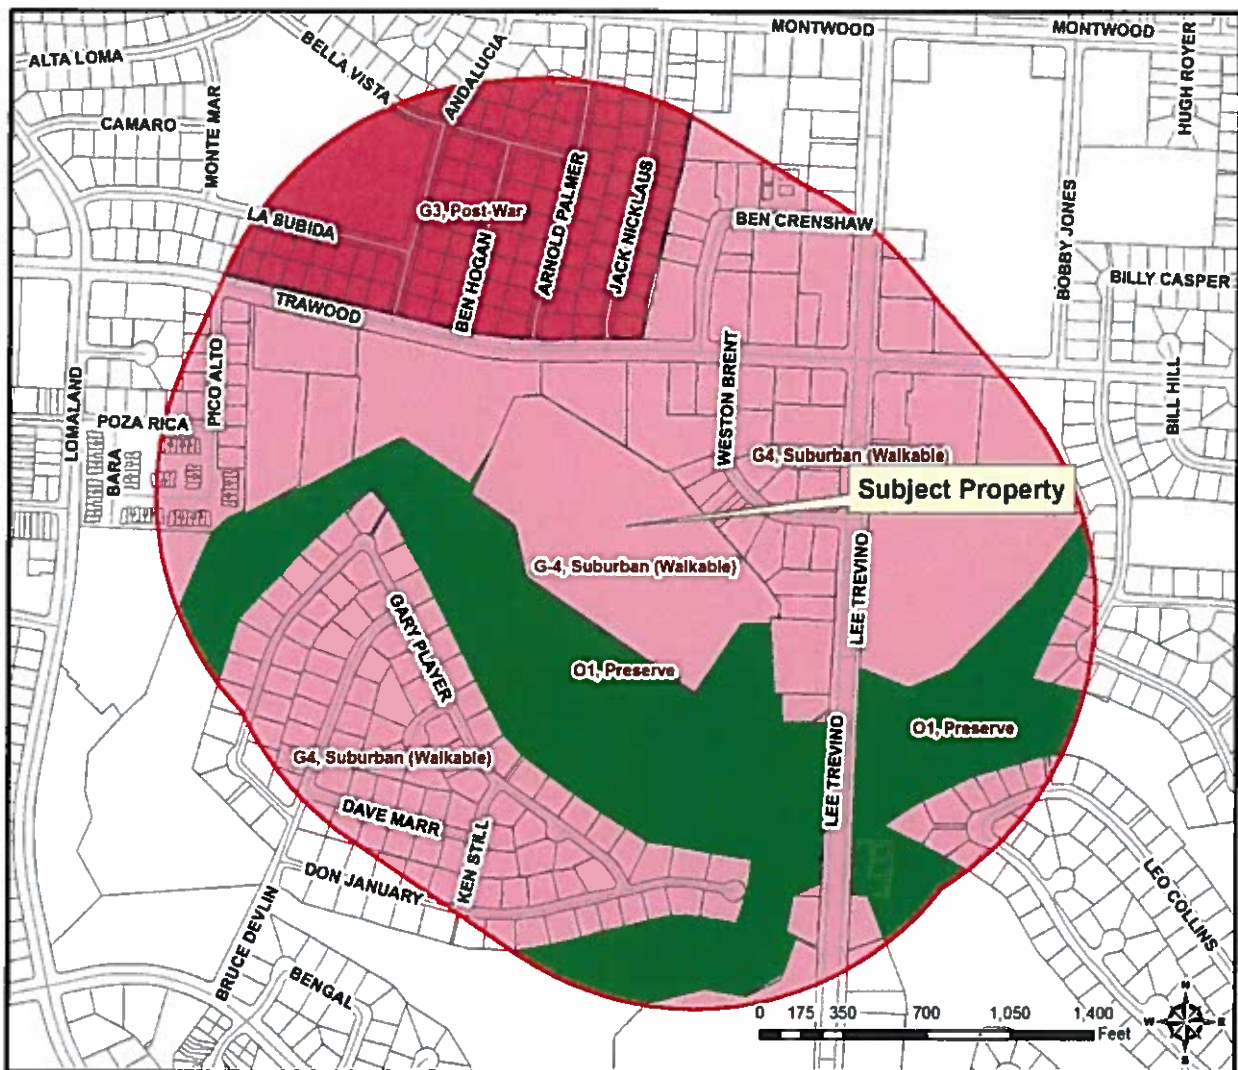 MONTWOOD
MONTWOOD
HUGH ROYER
ALTA LOMA
BELLA VISTA
ANDALUCIA
CAMARO
MONTE MAR
LA SUBIDA
G3, Post-War
BEN HOGAN
ARNOLD PALMER
JACK NICKLAUS
BEN CRENSHAW
BOBBY JONES
BILLY CASPER
TRAWOOD
WESTON BRENT
BILL HILL
PICO ALTO
LOMALAND
POZA RICA
BARA
G4, Suburban (Walkable)
Subject Property
G-4, Suburban (Walkable)
LEE TREVINO
GARY PLAYER
O1, Preserve
O1, Preserve
G4, Suburban (Walkable)
LEE TREVINO
DAVE MARR
KEN STILL
DON JANUARY
BRUCE DEVLIN
BENGAL
LEO COLLINS
0 175 350 700 1,050 1,400
Feet
N
W E
S